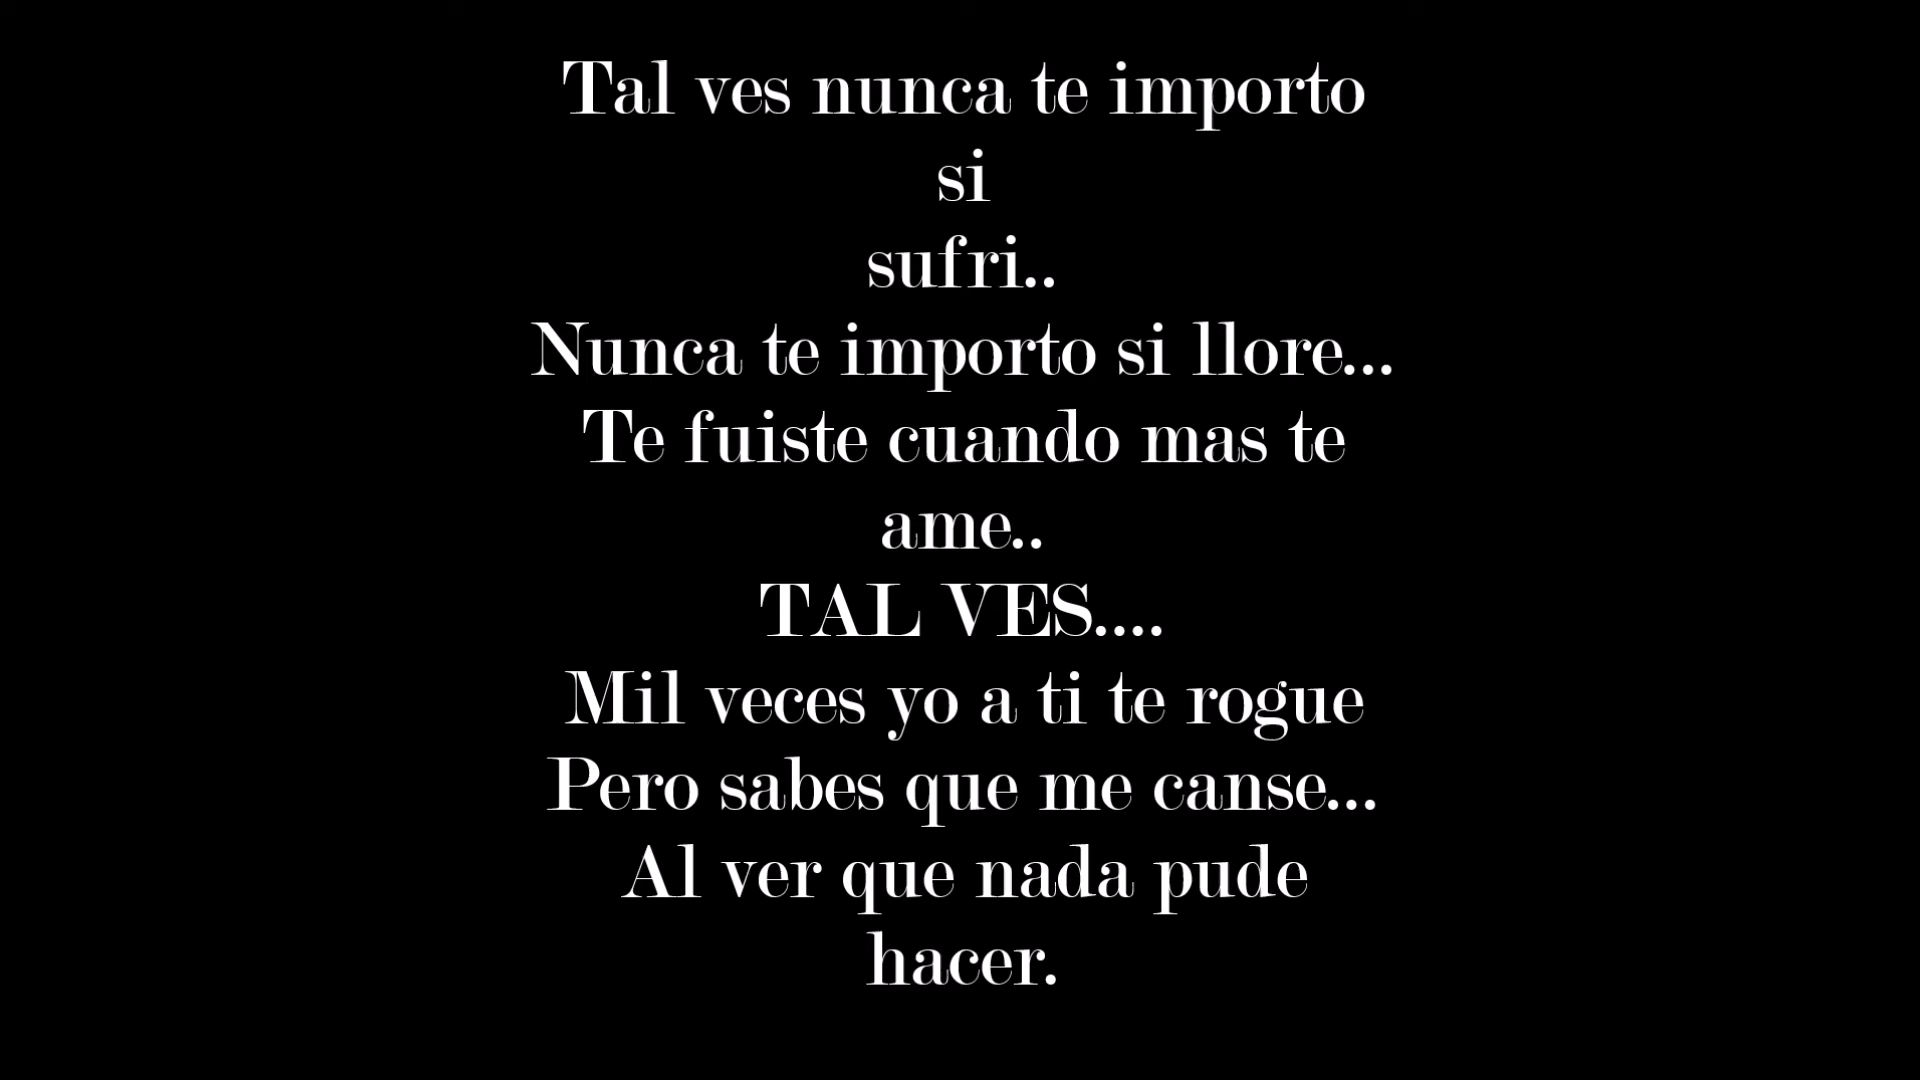 Tal ves nunca te importo
si
sufri..
Nunca te importo si llore...
Te fuiste cuando mas te
ame..
TAL VES....
Mil veces yo a ti te rogue
Pero sabes que me canse...
Al ver que nada pude
hacer.